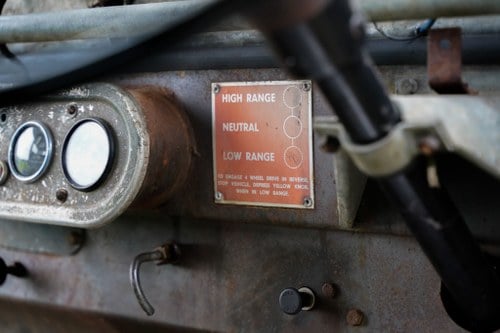 HIGH RANGE
NEUTRAL
LOW RANGE
TO ENGAGE 4 WHEEL DRIVE IN REVERSE,
STOP VEHICLE, DEPRESS YELLOW KNOB,
WHEN IN LOW RANGE.